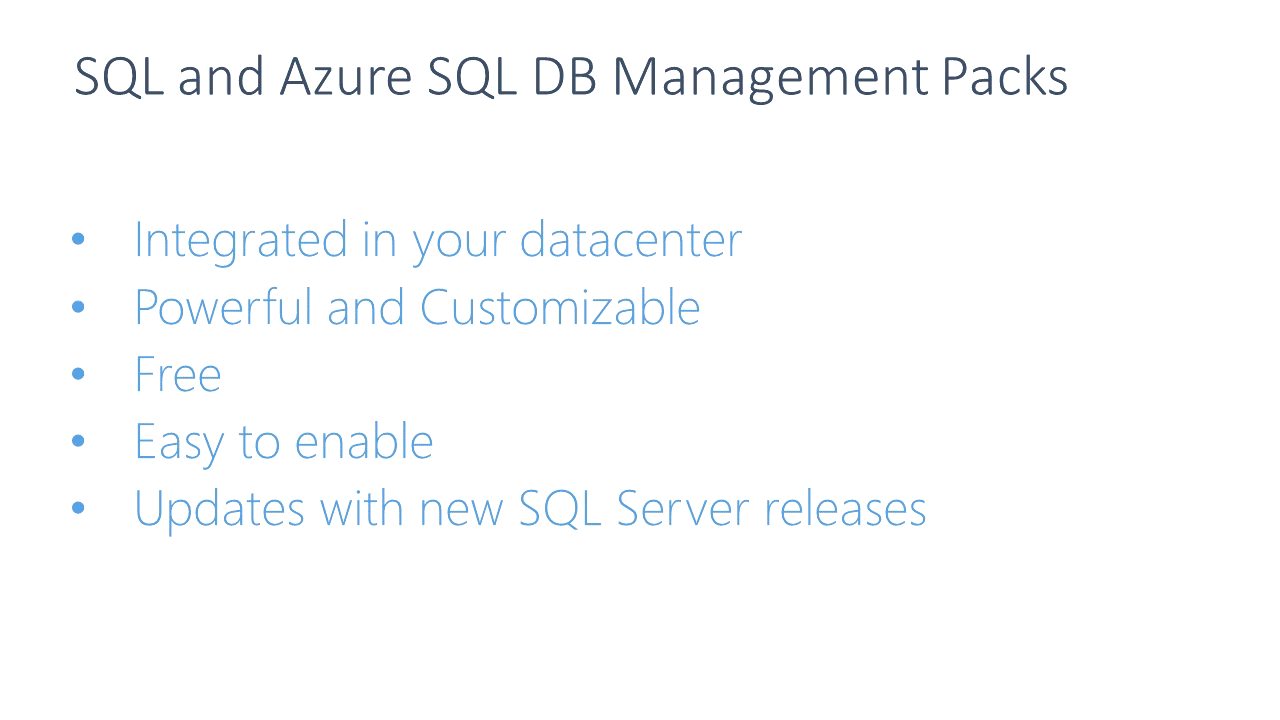 SQL and Azure SQL DB Management Packs
• Integrated in your datacenter
• Powerful and Customizable
• Free
• Easy to enable
• Updates with new SQL Server releases